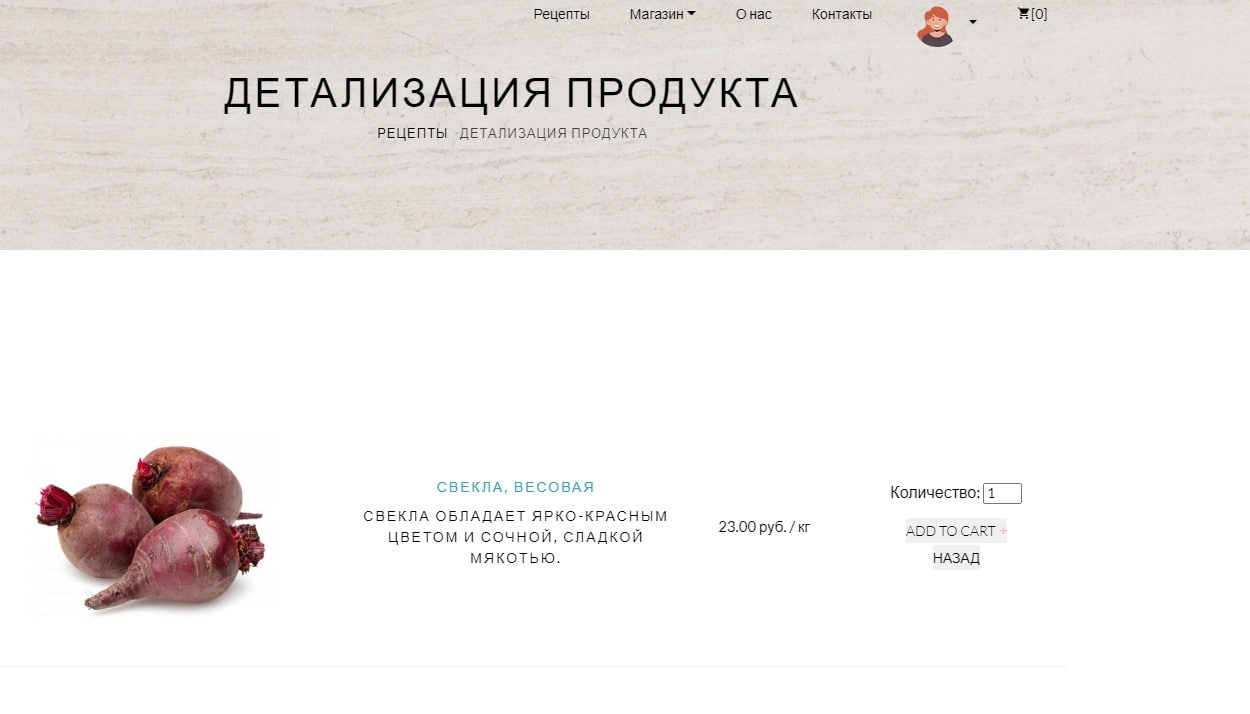 Рецепты Магазин О нас Контакты [0]
ДЕТАЛИЗАЦИЯ ПРОДУКТА
РЕЦЕПТЫ ДЕТАЛИЗАЦИЯ ПРОДУКТА
СВЕКЛА, ВЕСОВАЯ
СВЕКЛА ОБЛАДАЕТ ЯРКО-КРАСНЫМ
ЦВЕТОМ И СОЧНОЙ, СЛАДКОЙ
МЯКОТЬЮ.
23.00 руб. / кг
Количество: 1
ADD TO CART +
НАЗАД